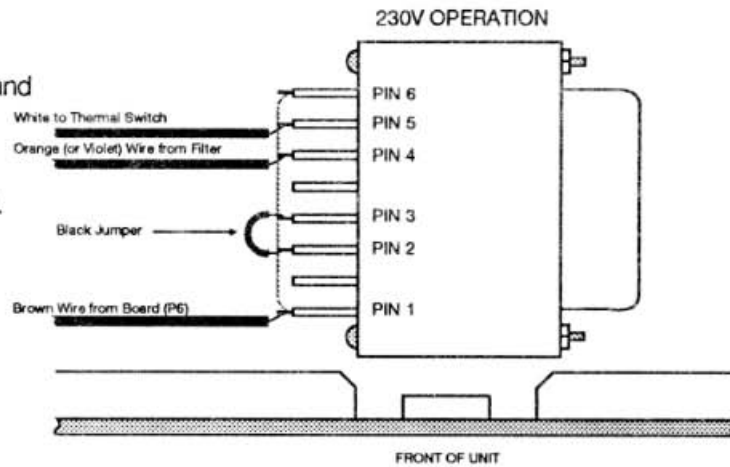 230V OPERATION
und
White to Thermal Switch
Orange (or Violet) Wire from Filter
Black Jumper
Brown Wire from Board (P6)
PIN 6
PIN 5
PIN 4
PIN 3
PIN 2
PIN 1
FRONT OF UNIT